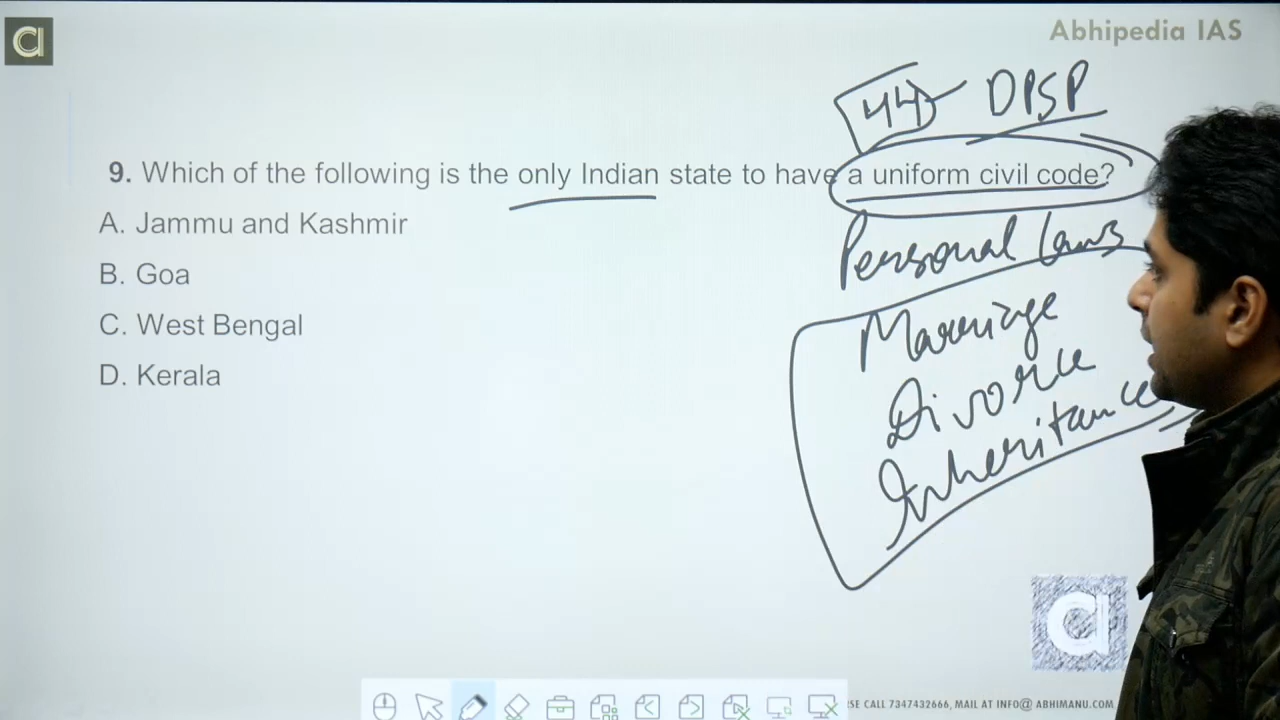 Abhipedia IAS
44 DPSP
9. Which of the following is the only Indian state to have a uniform civil code?
Personal laws
A. Jammu and Kashmir
B. Goa
Marriage
C. West Bengal
Divorce
D. Kerala
Inheritance
SE CALL 7347432666, MAIL AT INFO@ ABHIMANU.COM